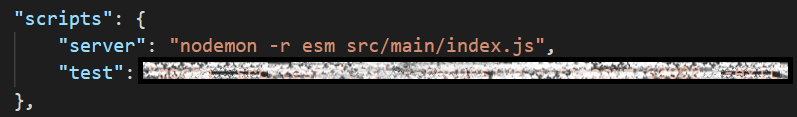 "scripts": {
"server": "nodemon -r esm src/main/index.js",
"test":
},